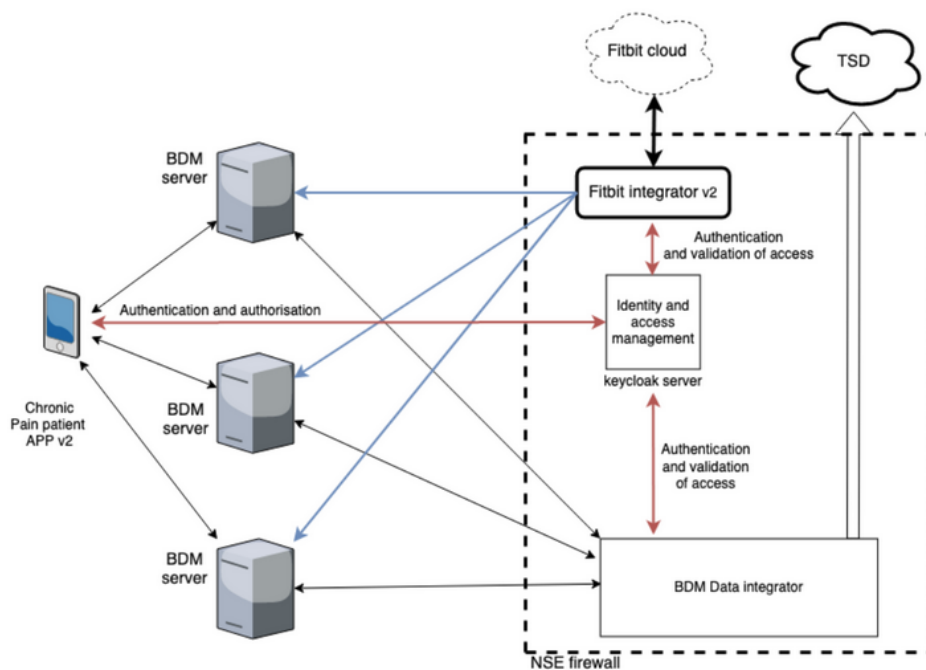 Fitbit cloud
TSD
BDM
server
Fitbit integrator v2
Authentication
and validation of access
Authentication and authorisation
Identity and
access
management
keycloak server
Chronic
Pain patient
APP v2
BDM
server
Authentication
and validation
of access
BDM
server
BDM Data integrator
NSE firewall